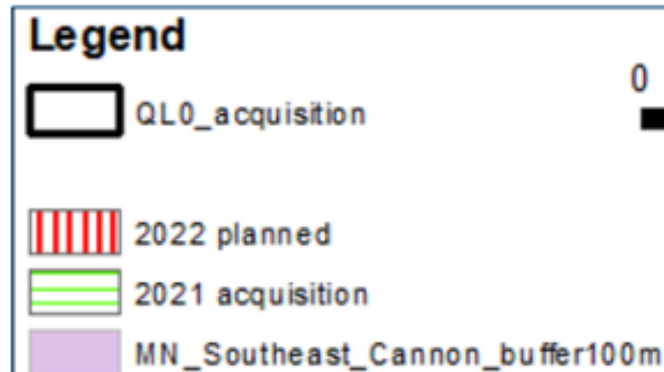 Legend
0
QL0_acquisition
2022 planned
2021 acquisition
MN_Southeast_Cannon_buffer100m